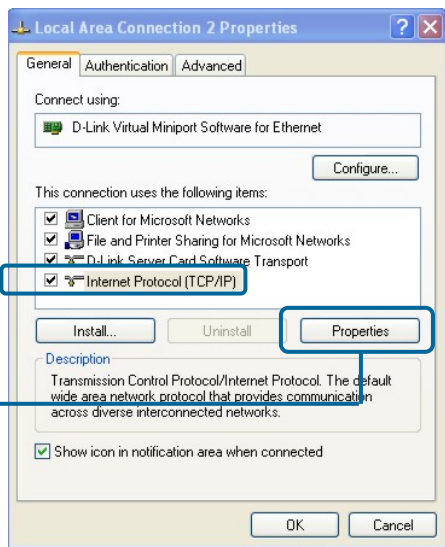 Local Area Connection 2 Properties
General Authentication Advanced
Connect using:
D-Link Virtual Miniport Software for Ethernet
Configure...
This connection uses the following items:
Client for Microsoft Networks
File and Printer Sharing for Microsoft Networks
D-Link Server Card Software Transport
Internet Protocol (TCP/IP)
Install... Uninstall Properties
Description
Transmission Control Protocol/Internet Protocol. The default
wide area network protocol that provides communication
across diverse interconnected networks.
Show icon in notification area when connected
OK Cancel